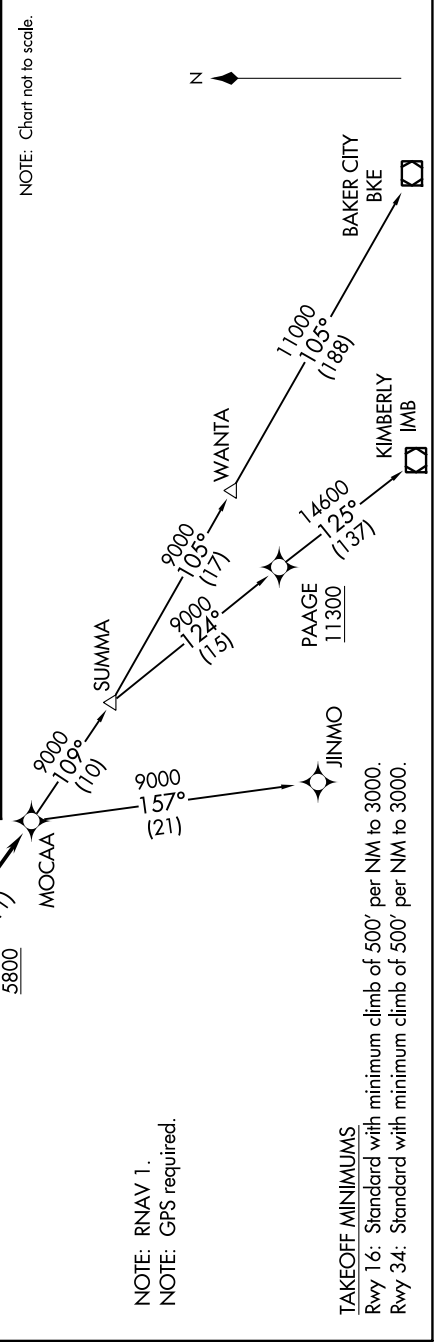 NOTE: Chart not to scale.
N
5800
MOCAA
9000
109°
(10)
SUMMA
9000
105°
(17)
WANTA
11000
105°
(188)
BAKER CITY
BKE
9000
124°
(15)
PAAGE
11300
14600
125°
(137)
KIMBERLY
IMB
9000
157°
(21)
JINMO
NOTE: RNAV 1.
NOTE: GPS required.
TAKEOFF MINIMUMS
Rwy 16: Standard with minimum climb of 500' per NM to 3000.
Rwy 34: Standard with minimum climb of 500' per NM to 3000.